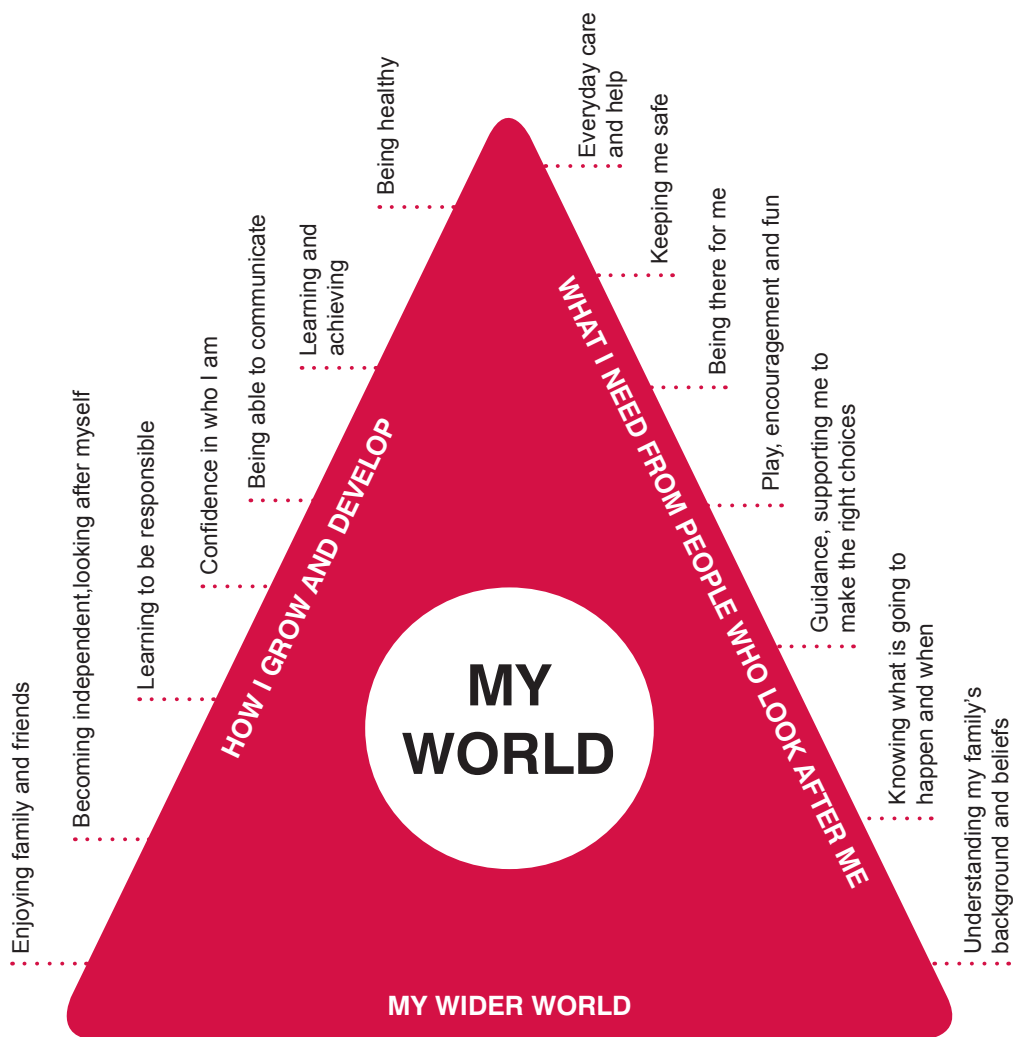 Being healthy
Learning and
achieving
Being able to communicate
Confidence in who I am
Learning to be responsible
Becoming independent,looking after myself
Enjoying family and friends
HOW I GROW AND DEVELOP
Everyday care
and help
Keeping me safe
Being there for me
Play, encouragement and fun
Guidance, supporting me to
make the right choices
Knowing what is going to
happen and when
Understanding my family’s
background and beliefs
WHAT I NEED FROM PEOPLE WHO LOOK AFTER ME
MY
WORLD
MY WIDER WORLD